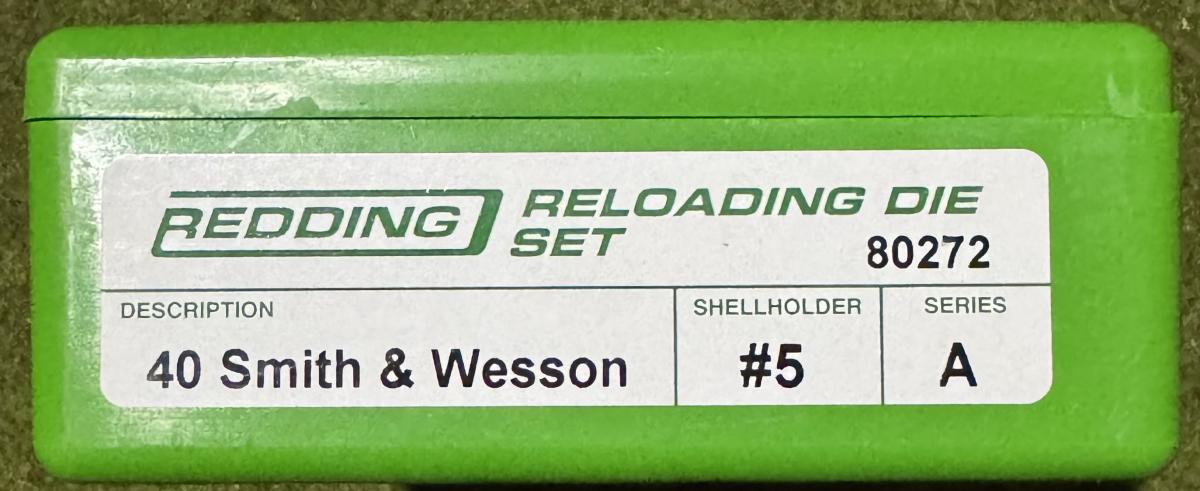 REDDING RELOADING DIE
SET 80272
DESCRIPTION SHELLHOLDER SERIES
40 Smith & Wesson #5 A